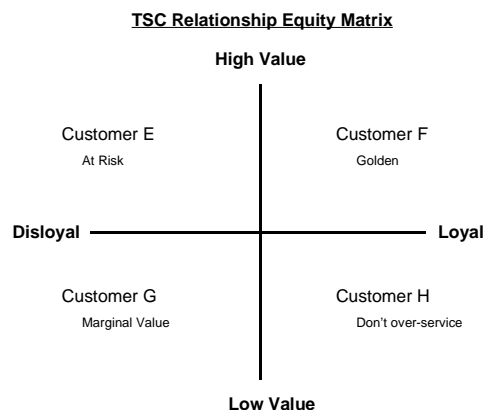 TSC Relationship Equity Matrix
High Value
Customer E
At Risk
Customer F
Golden
Disloyal
Loyal
Customer G
Marginal Value
Customer H
Don't over-service
Low Value